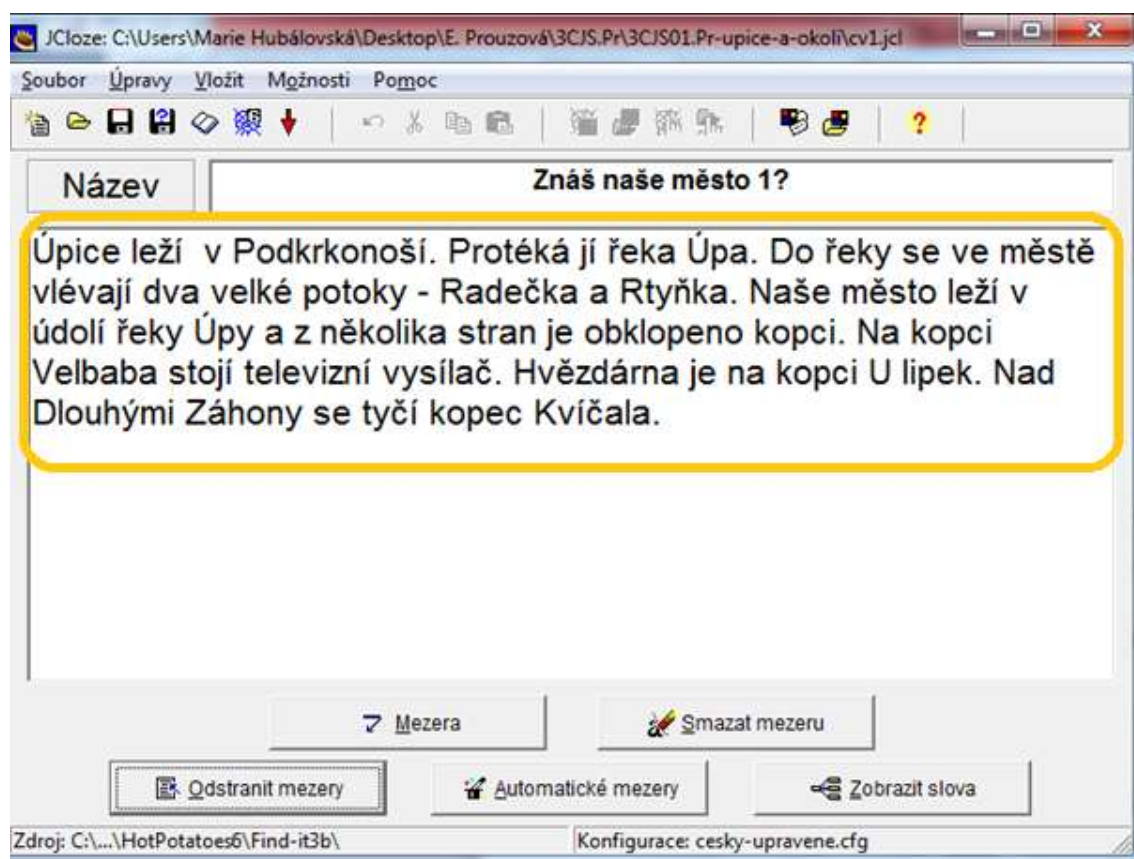 JCloze: C:\Users\Marie Hubálovská\Desktop\E. Prouzová\3CJS.Pr\3CJS01.Pr-upice-a-okoli\cv1.jcl
Soubor Úpravy Vložit Možnosti Pomoc
Název Znáš naše město 1?
Úpice leží  v Podkrkonoší. Protéká jí řeka Úpa. Do řeky se ve městě
vlévají dva velké potoky - Radečka a Rtyňka. Naše město leží v
údolí řeky Úpy a z několika stran je obklopeno kopci. Na kopci
Velbaba stojí televizní vysílač. Hvězdárna je na kopci U lipek. Nad
Dlouhými Záhony se tyčí kopec Kvíčala.
Mezera Smazat mezeru
Odstranit mezery Automatické mezery Zobrazit slova
Zdroj: C:\...\HotPotatoes6\Find-it3b\ Konfigurace: cesky-upravene.cfg